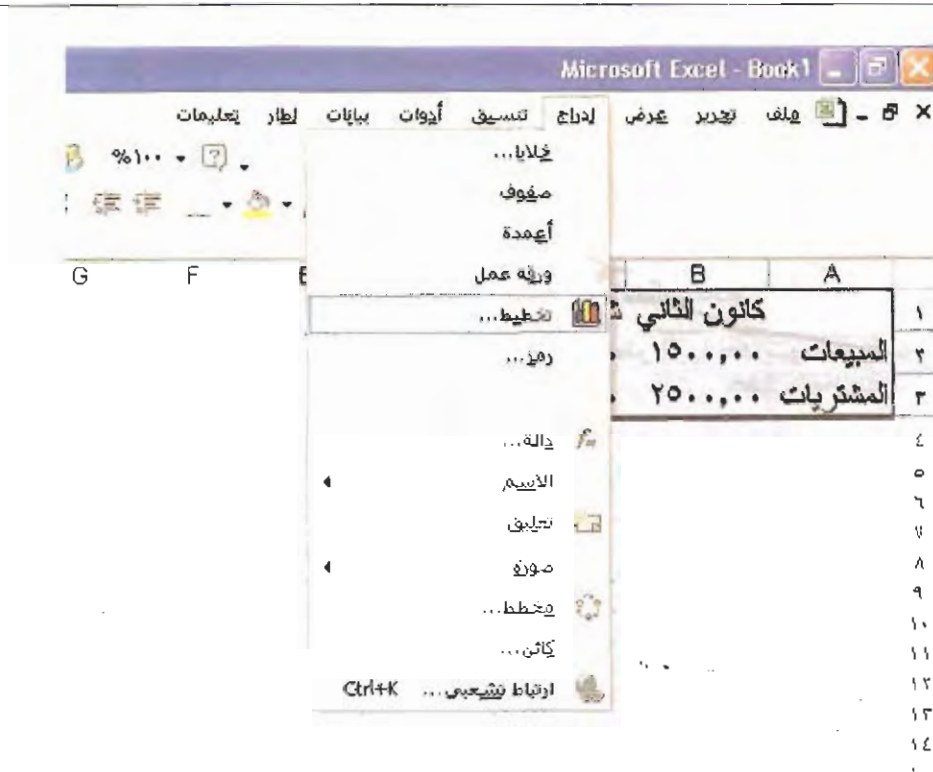 Microsoft Excel - Book1
ملف تحرير عرض إدراج تنسيق أدوات بيانات إطار تعليمات
%١٠٠
خلايا...
صفوف
أعمدة
ورقة عمل
تخطيط...
رمز...
دالة...
الاسم
تعليق
صورة
مخطط...
كائن...
ارتباط تشعبي... Ctrl+K
A B F G
١ كانون الثاني
٢ المبيعات ١٥٠٠,٠٠
٣ المشتريات ٢٥٠٠,٠٠
٤
٥
٦
٧
٨
٩
١٠
١١
١٢
١٣
١٤